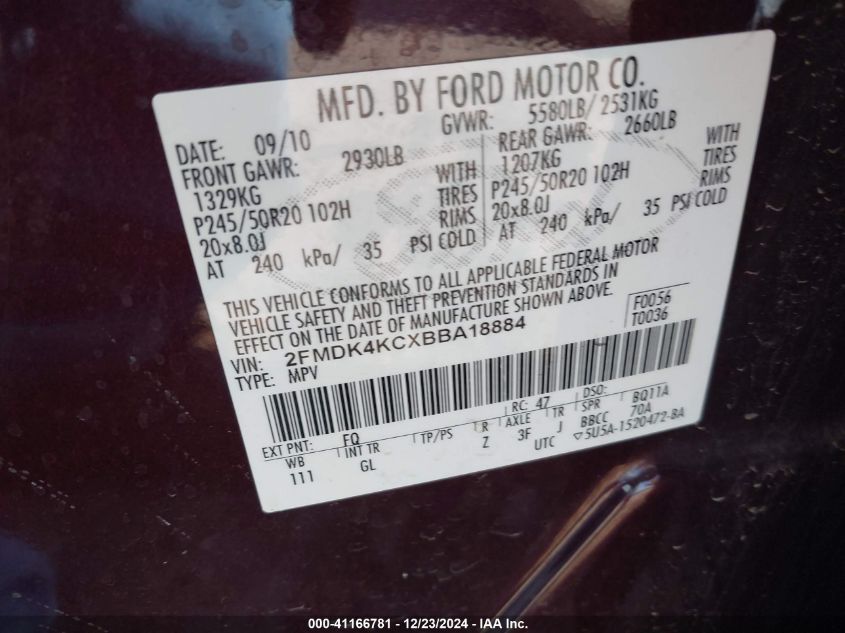 MFD. BY FORD MOTOR CO.
DATE: 09/10 GVWR: 5580LB/ 2531KG
FRONT GAWR: 2930LB REAR GAWR: 2660LB
1329KG WITH 1207KG WITH
P245/50R20 102H TIRES P245/50R20 102H TIRES
20x8.0J RIMS 20x8.0J RIMS
AT 240 kPa/ 35 PSI COLD AT 240 kPa/ 35 PSI COLD
THIS VEHICLE CONFORMS TO ALL APPLICABLE FEDERAL MOTOR
VEHICLE SAFETY AND THEFT PREVENTION STANDARDS IN
EFFECT ON THE DATE OF MANUFACTURE SHOWN ABOVE.
VIN: 2FMDK4KCXBBA18884 F0056
TYPE: MPV T0036
EXT PNT: FQ RC: 47 DSO:
WB INT TR TP/PS R AXLE TR SPR BQ11A
111 GL Z 3F J BBCC 70A
UTC ▽5U5A-1520472-BA
000-41166781 - 12/23/2024 - IAA Inc.